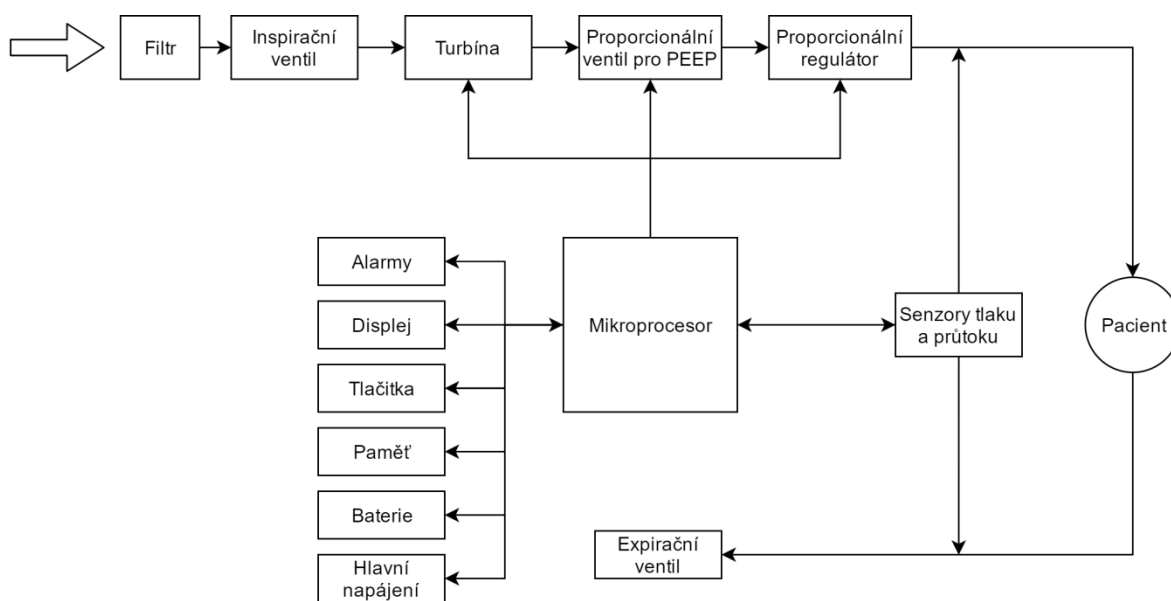 Filtr
Inspirační
ventil
Turbína
Proporcionální
ventil pro PEEP
Proporcionální
regulátor
Alarmy
Displej
Tlačitka
Paměť
Baterie
Hlavní
napájení
Mikroprocesor
Senzory tlaku
a průtoku
Pacient
Expirační
ventil